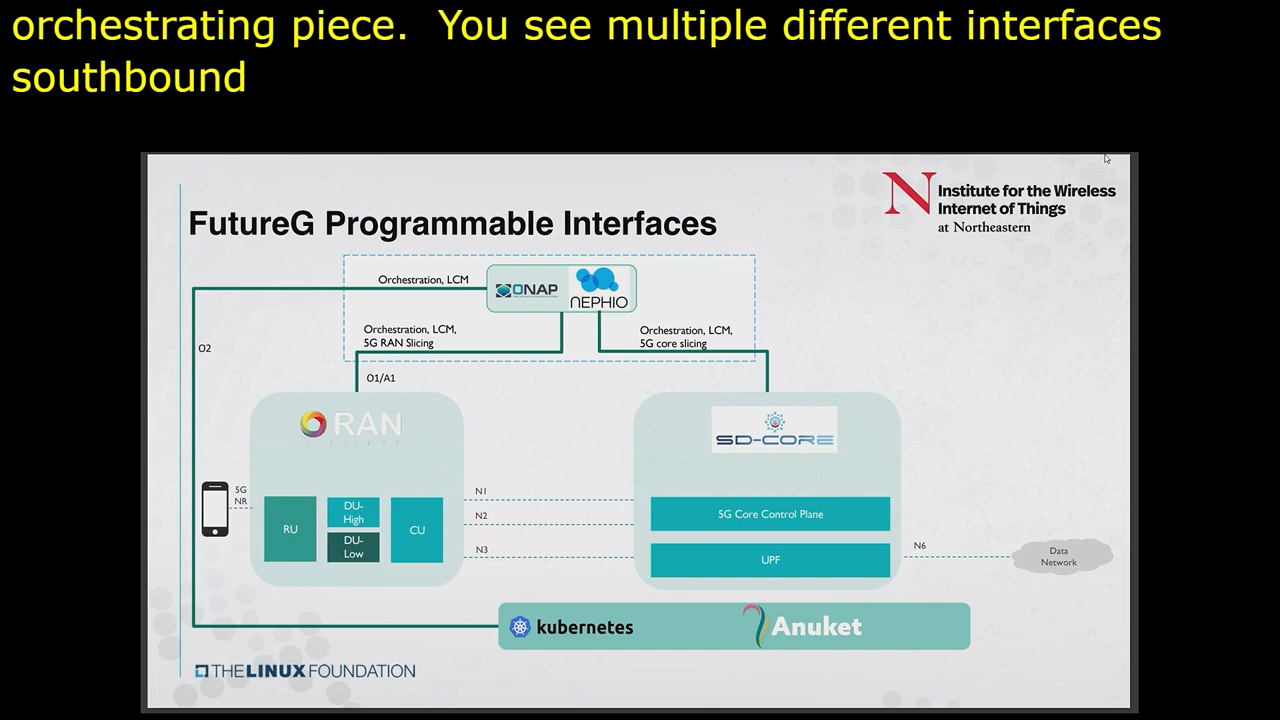 orchestrating piece.  You see multiple different interfaces
southbound
Institute for the Wireless
Internet of Things
at Northeastern
FutureG Programmable Interfaces
Orchestration, LCM
ONAP
NEPHIO
Orchestration, LCM,
5G RAN Slicing
Orchestration, LCM,
5G core slicing
O2
O1/A1
RAN
SD-CORE
5G
NR
RU
DU-
High
DU-
Low
CU
N1
N2
N3
5G Core Control Plane
UPF
N6
Data
Network
kubernetes
Anuket
THE LINUX FOUNDATION